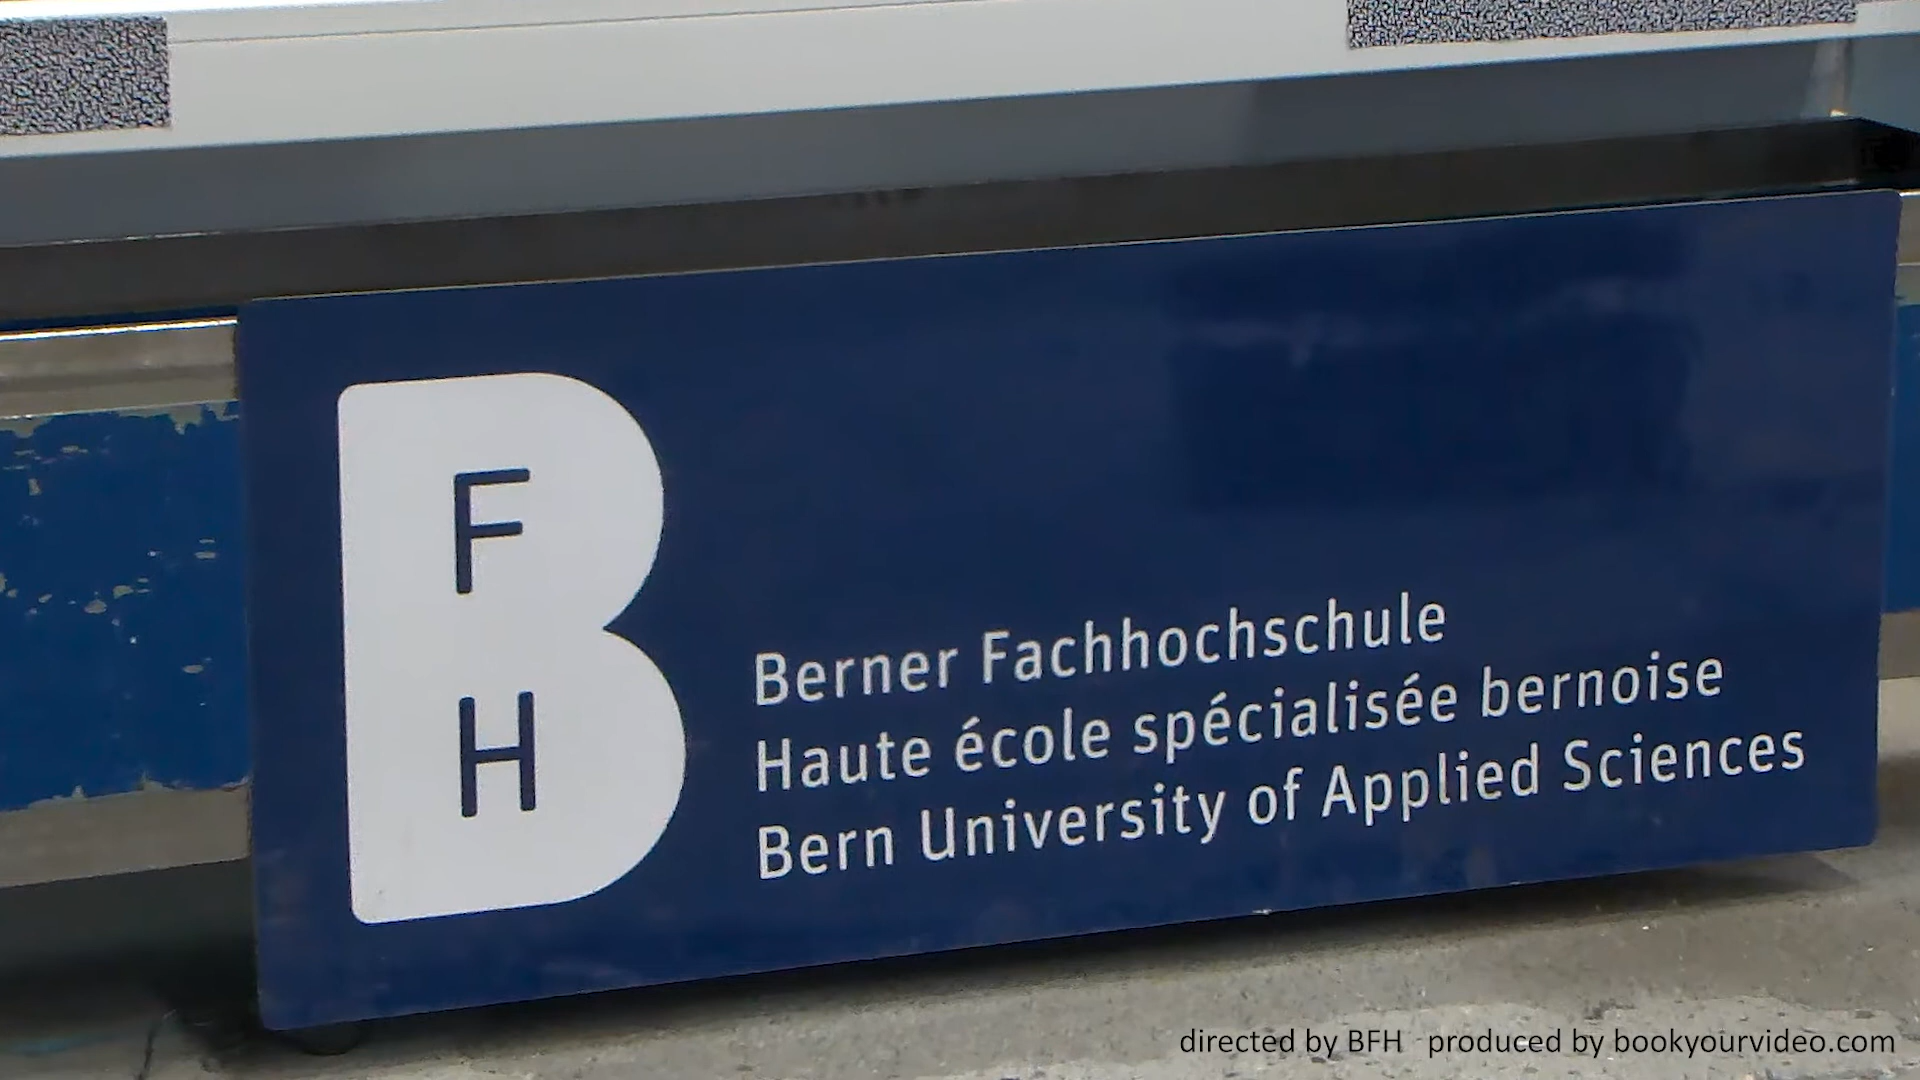 B
F
H
Berner Fachhochschule
Haute école spécialisée bernoise
Bern University of Applied Sciences
directed by BFH produced by bookyourvideo.com